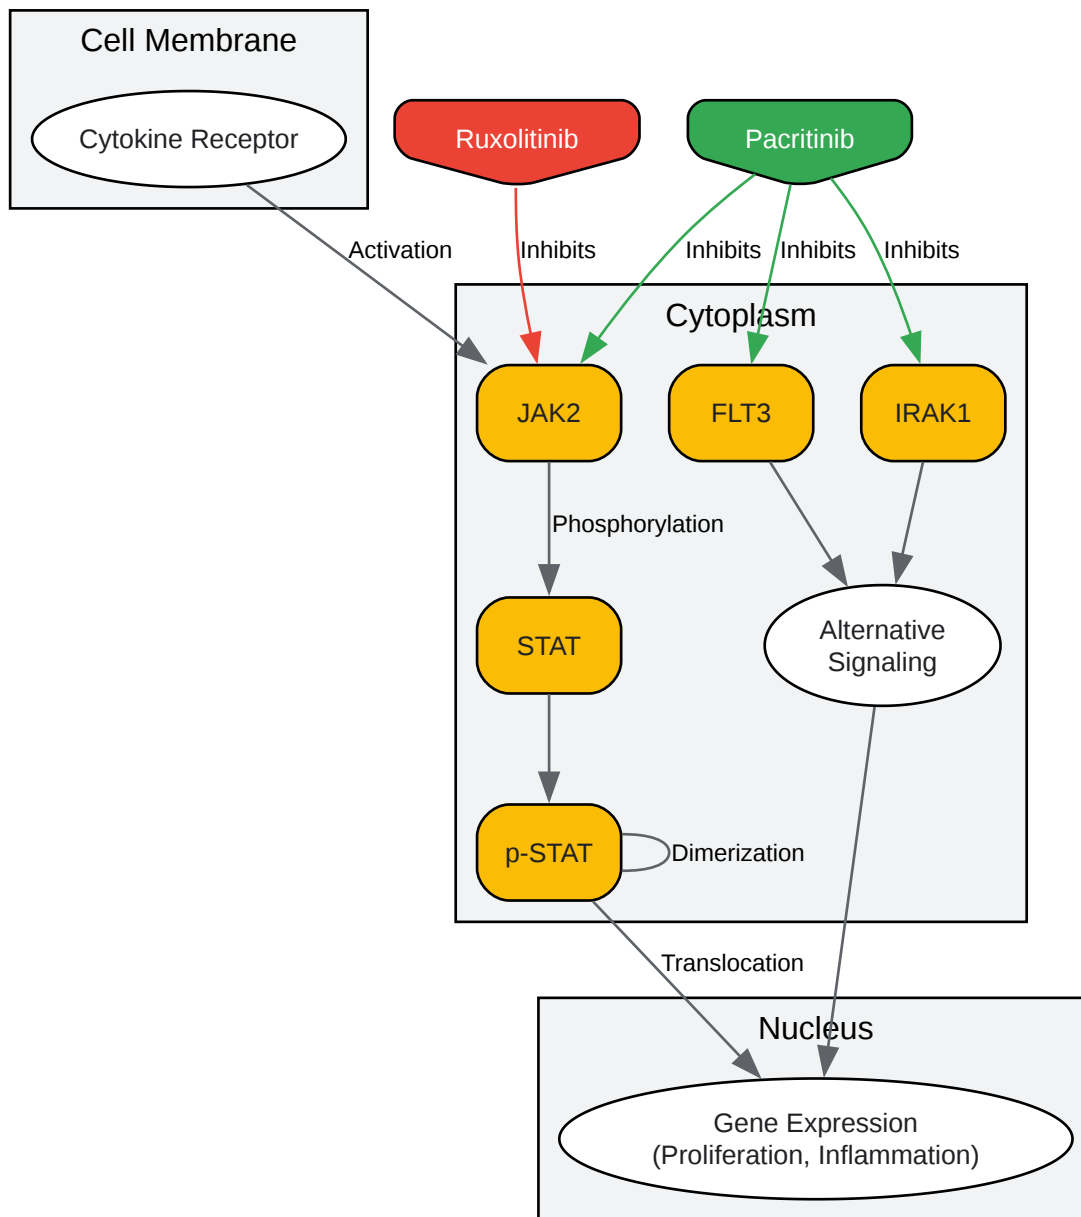 Cell Membrane
Cytokine Receptor
Ruxolitinib
Pacritinib
Activation
Inhibits
Inhibits
Inhibits
Inhibits
Cytoplasm
JAK2
FLT3
IRAK1
Phosphorylation
STAT
Alternative
Signaling
p-STAT
Dimerization
Translocation
Nucleus
Gene Expression
(Proliferation, Inflammation)